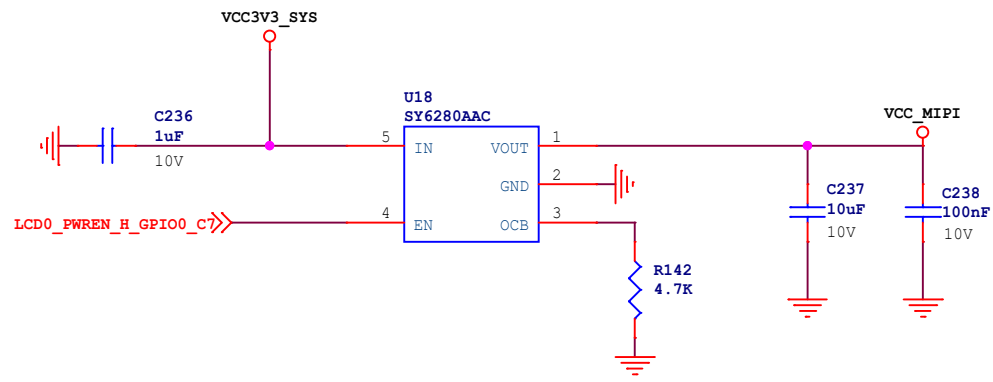 VCC3V3_SYS
C236
1uF
10V
U18
SY6280AAC
5
IN
VOUT
1
GND
2
4
EN
OCB
3
LCD0_PWREN_H_GPIO0_C7
R142
4.7K
VCC_MIPI
C237
10uF
10V
C238
100nF
10V